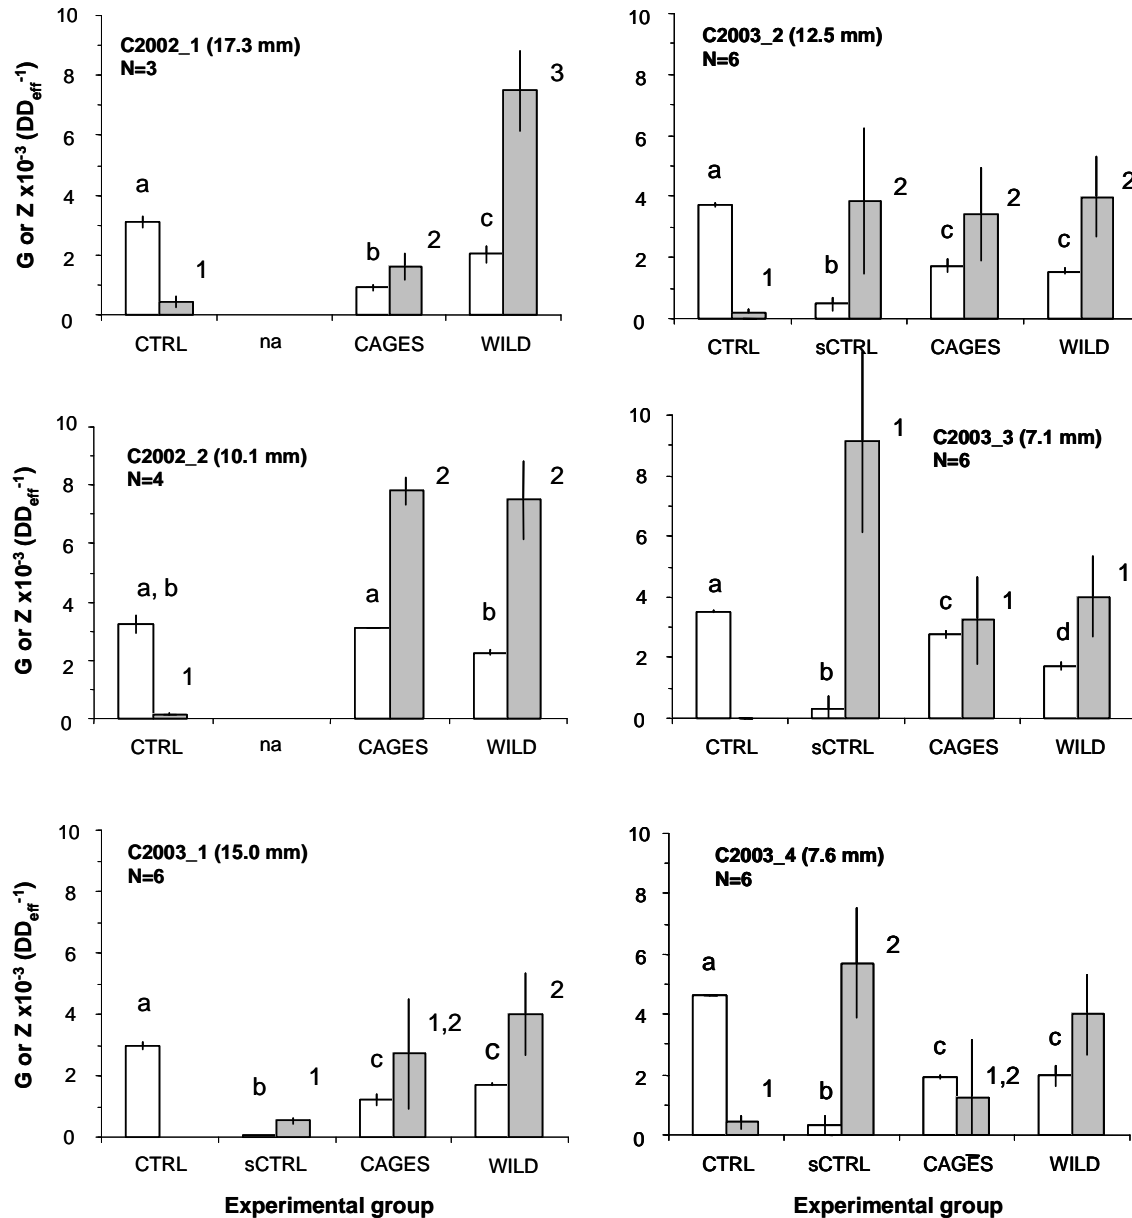 C2002_1 (17.3 mm)
N=3
G or Z x10-3 (DDeff-1)
10
8
6
4
2
0
a
1
b
2
c
3
CTRL
na
CAGES
WILD
C2003_2 (12.5 mm)
N=6
10
8
6
4
2
0
a
1
b
2
c
2
c
2
CTRL
sCTRL
CAGES
WILD
C2002_2 (10.1 mm)
N=4
G or Z x10-3 (DDeff-1)
10
8
6
4
2
0
a, b
1
a
2
b
2
CTRL
na
CAGES
WILD
C2003_3 (7.1 mm)
N=6
10
8
6
4
2
0
a
b
1
c
1
d
1
CTRL
sCTRL
CAGES
WILD
C2003_1 (15.0 mm)
N=6
G or Z x10-3 (DDeff-1)
10
8
6
4
2
0
a
b
1
c
1,2
c
2
CTRL
sCTRL
CAGES
WILD
Experimental group
C2003_4 (7.6 mm)
N=6
10
8
6
4
2
0
a
1
b
2
c
1,2
c
CTRL
sCTRL
CAGES
WILD
Experimental group